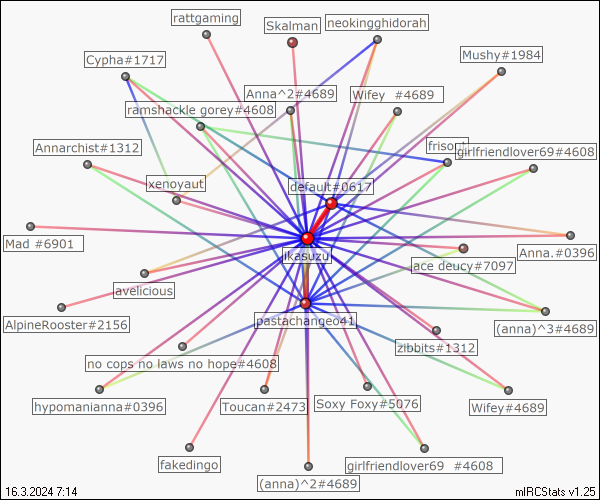 rattgaming
Skalman
neokingghidorah
Cypha#1717
Mushy#1984
Anna^2#4689
Wifey #4689
ramshackle gorey#4608
Annarchist#1312
girlfriendlover69#4608
xenoyaut
default#0617
Mad #6901
Anna.#0396
ikasuzu
ace deucy#7097
avelicious
AlpineRooster#2156
pastachange041
(anna)^3#4689
zibbits#1312
no cops no laws no hope#4608
hypomanianna#0396
Toucan#2473
Soxy Foxy#5076
Wifey#4689
fakedingo
girlfriendlover69 #4608
(anna)^2#4689
16.3.2024 7:14
mIRCStats v1.25